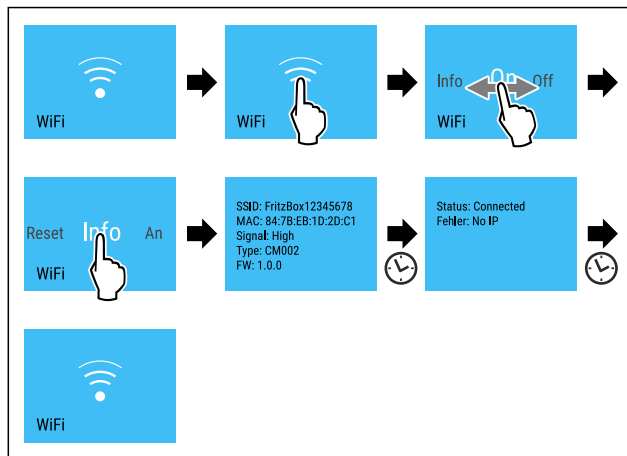 WiFi
WiFi
Info On Off
WiFi
Reset Info An
WiFi
SSID: FritzBox12345678
MAC: 84:7B:EB:1D:2D:C1
Signal: High
Type: CM002
FW: 1.0.0
Status: Connected
Fehler: No IP
WiFi